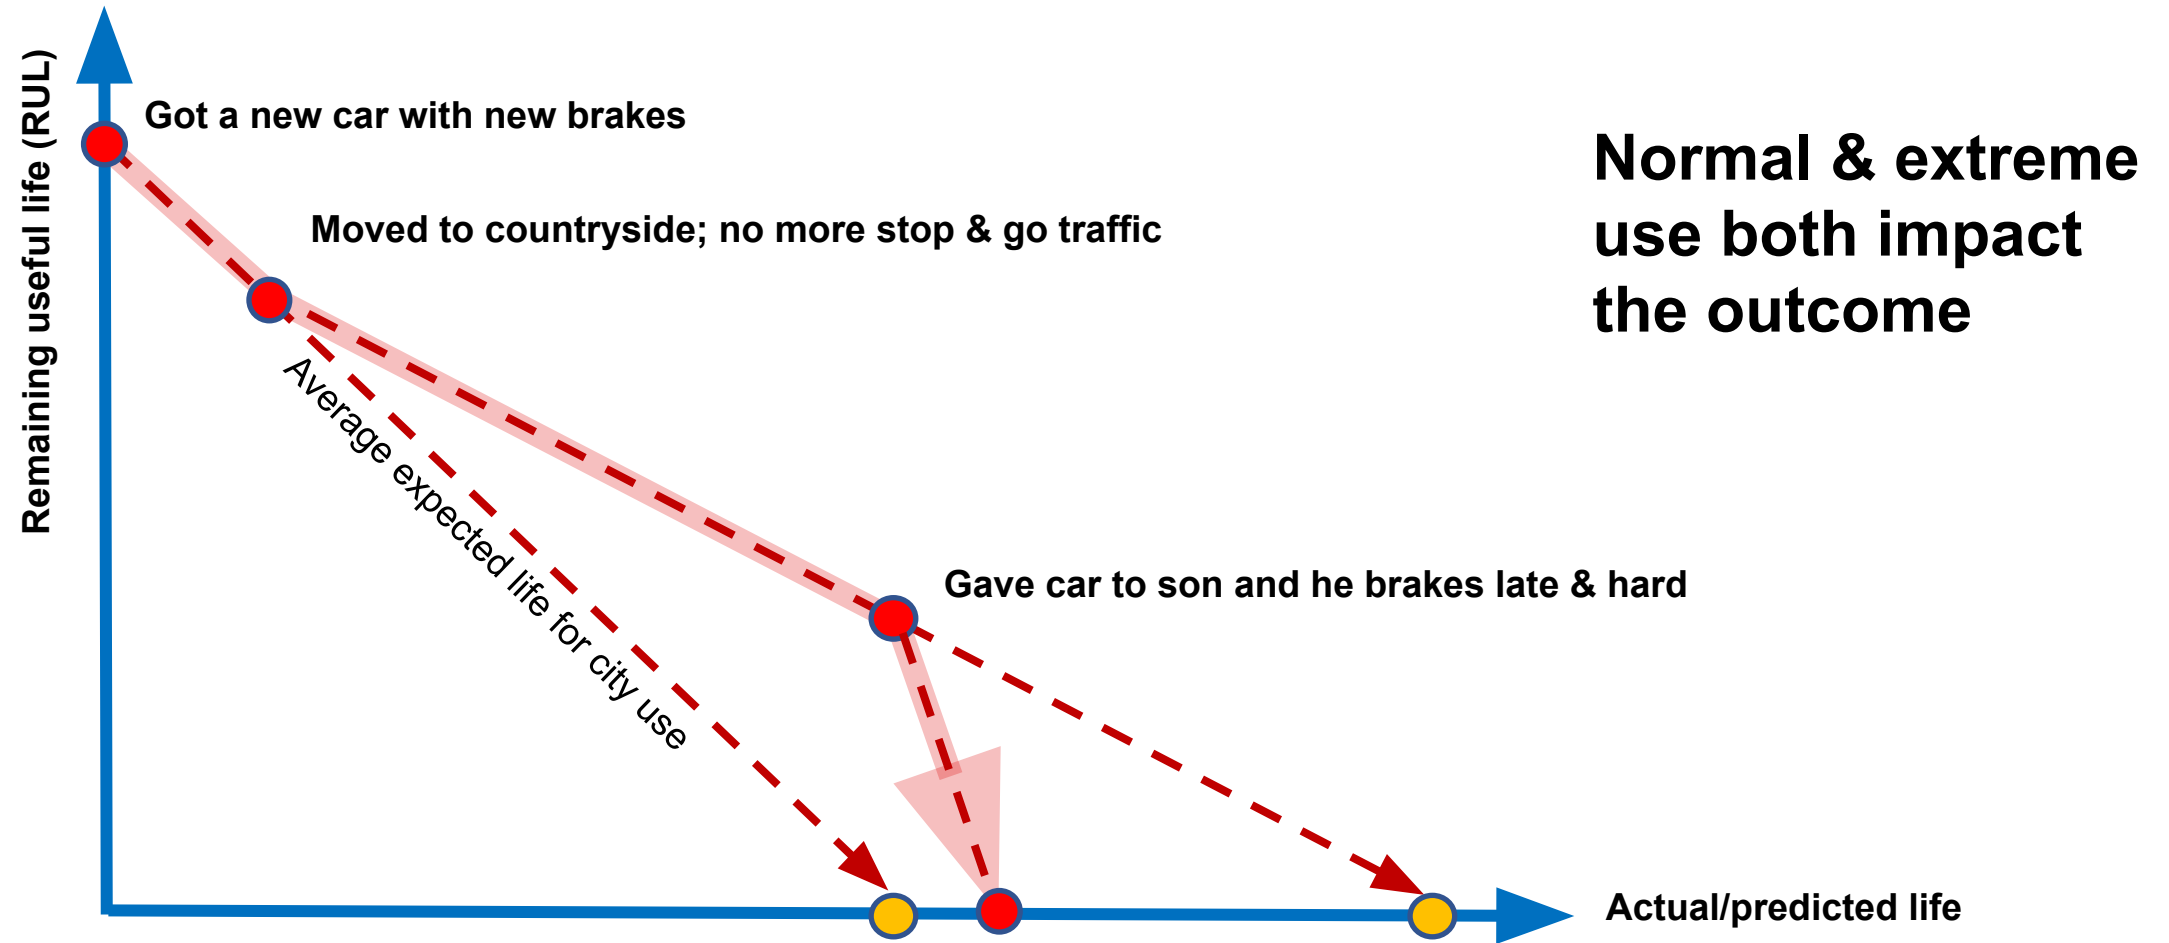 Remaining useful life (RUL)
Got a new car with new brakes
Moved to countryside; no more stop & go traffic
Normal & extreme
use both impact
the outcome
Average expected life for city use
Gave car to son and he brakes late & hard
Actual/predicted life